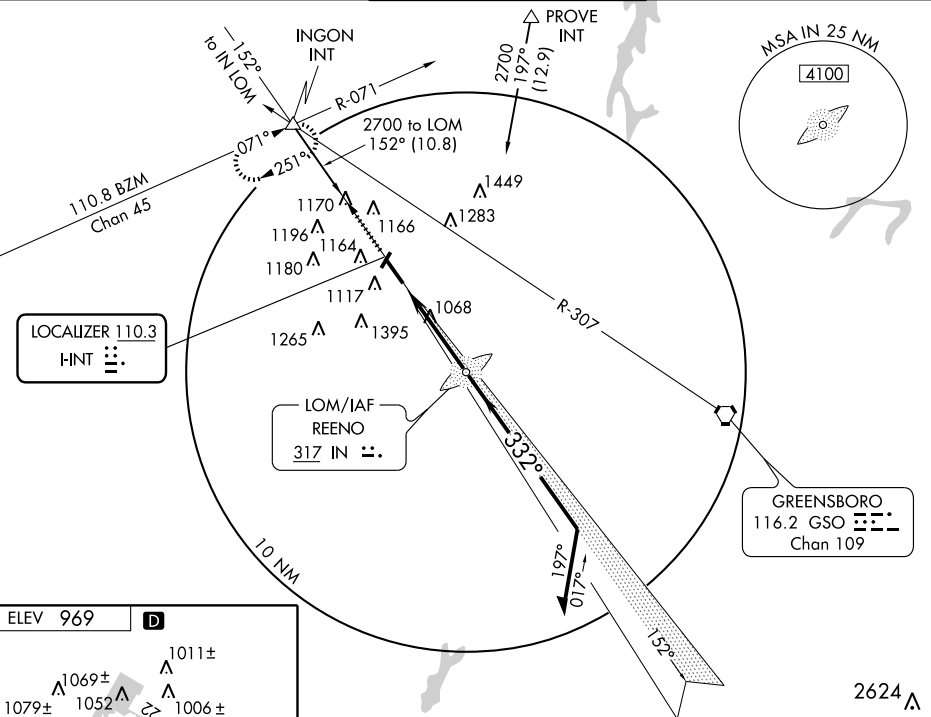 PROVE
INT
INGON
INT
152°
to IN LOM
2700
197°
(12.9)
MSA IN 25 NM
4100
R-071
2700 to LOM
152° (10.8)
071°
251°
110.8 BZM
Chan 45
1449
1170
1166
1283
1196
1164
1180
1117
1068
R-307
LOCALIZER 110.3
I-INT
1265
1395
LOM/IAF
REENO
317 IN
332°
GREENSBORO
116.2 GSO
Chan 109
10 NM
197°
017°
152°
ELEV 969
D
1011±
1069±
1052
1079±
22
1006±
2624